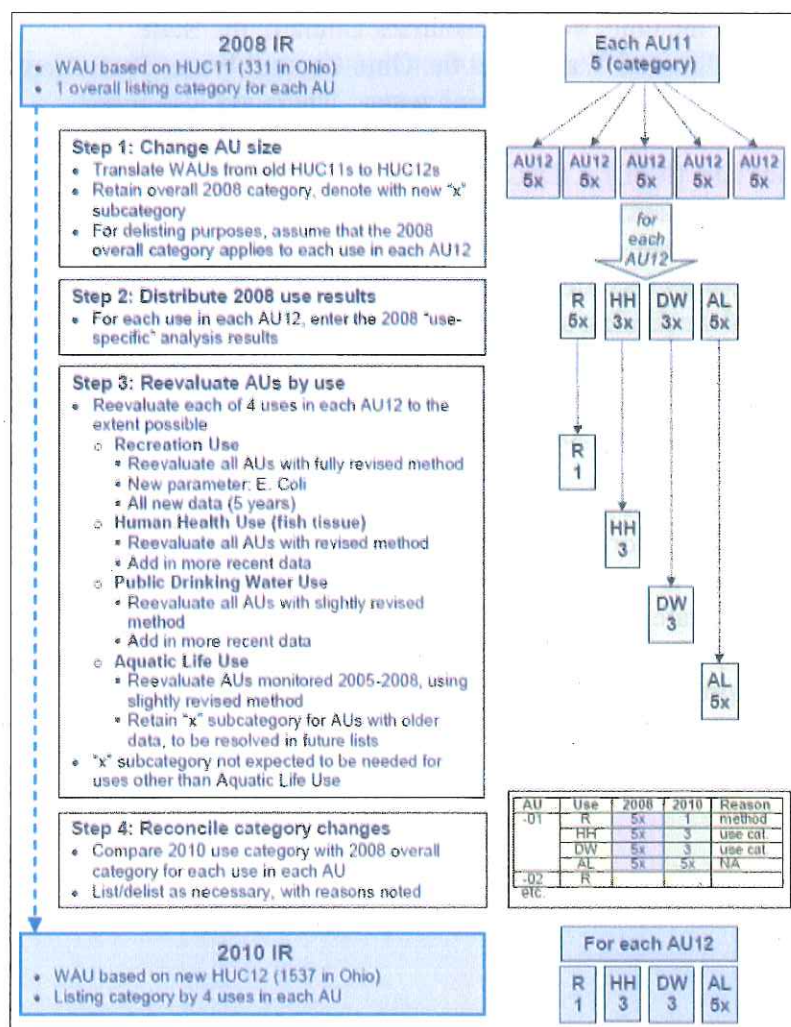 2008 IR
• WAU based on HUC11 (331 in Ohio)
• 1 overall listing category for each AU
Step 1: Change AU size
• Translate WAUs from old HUC11s to HUC12s
• Retain overall 2008 category, denote with new "x"
subcategory
• For delisting purposes, assume that the 2008
overall category applies to each use in each AU12
Step 2: Distribute 2008 use results
• For each use in each AU12, enter the 2008 "use-
specific" analysis results
Step 3: Reevaluate AUs by use
• Reevaluate each of 4 uses in each AU12 to the
extent possible
○ Recreation Use
▪ Reevaluate all AUs with fully revised method
▪ New parameter: E. Coli
▪ All new data (5 years)
○ Human Health Use (fish tissue)
▪ Reevaluate all AUs with revised method
▪ Add in more recent data
○ Public Drinking Water Use
▪ Reevaluate all AUs with slightly revised
method
▪ Add in more recent data
○ Aquatic Life Use
▪ Reevaluate AUs monitored 2005-2008, using
slightly revised method
▪ Retain "x" subcategory for AUs with older
data, to be resolved in future lists
• "x" subcategory not expected to be needed for
uses other than Aquatic Life Use
Step 4: Reconcile category changes
• Compare 2010 use category with 2008 overall
category for each use in each AU
• List/delist as necessary, with reasons noted
2010 IR
• WAU based on new HUC12 (1537 in Ohio)
• Listing category by 4 uses in each AU
Each AU11
5 (category)
AU12 AU12 AU12 AU12 AU12
5x 5x 5x 5x 5x
for
each
AU12
R HH DW AL
5x 3x 3x 5x
R
1
HH
3
DW
3
AL
5x
AU Use 2008 2010 Reason
-01 R 5x 1 method
HH 5x 3 use cat.
DW 5x 3 use cat.
AL 5x 5x NA
-02 R
etc.
For each AU12
R HH DW AL
1 3 3 5x